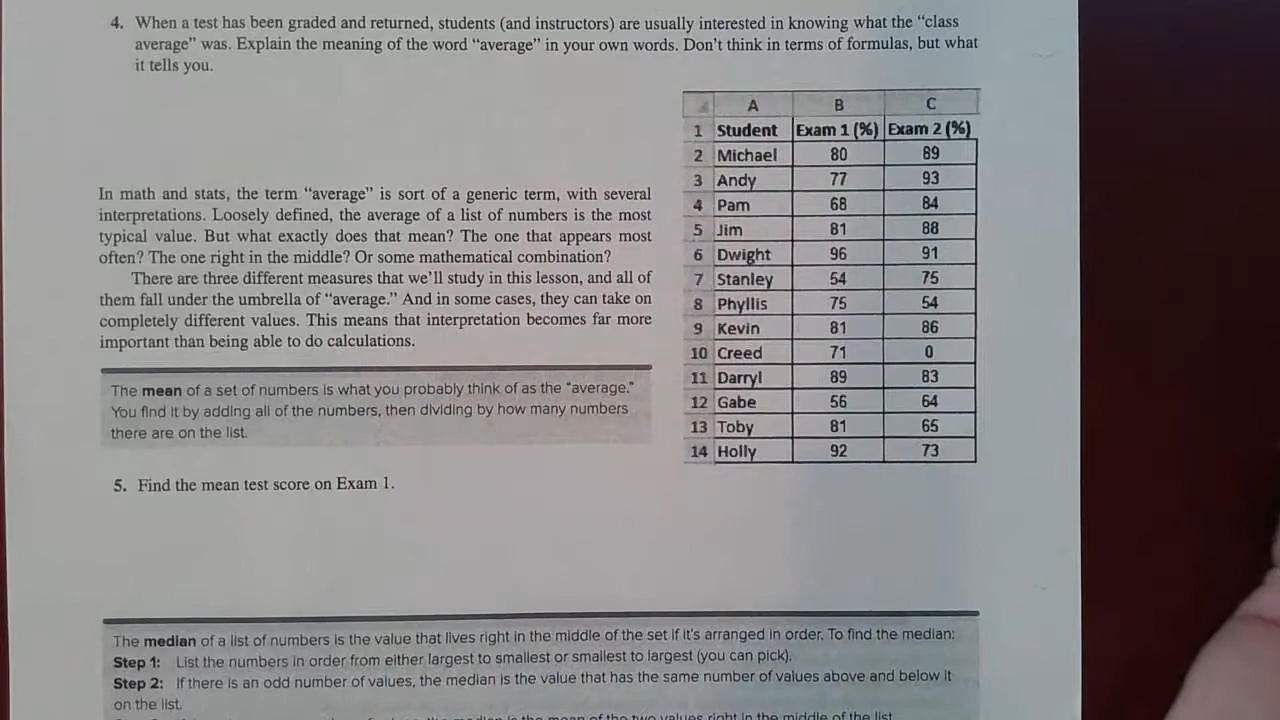 4. When a test has been graded and returned, students (and instructors) are usually interested in knowing what the “class
average” was. Explain the meaning of the word “average” in your own words. Don’t think in terms of formulas, but what
it tells you.
In math and stats, the term “average” is sort of a generic term, with several
interpretations. Loosely defined, the average of a list of numbers is the most
typical value. But what exactly does that mean? The one that appears most
often? The one right in the middle? Or some mathematical combination?
There are three different measures that we’ll study in this lesson, and all of
them fall under the umbrella of “average.” And in some cases, they can take on
completely different values. This means that interpretation becomes far more
important than being able to do calculations.
The mean of a set of numbers is what you probably think of as the “average.”
You find it by adding all of the numbers, then dividing by how many numbers
there are on the list.
A B C
1 Student Exam 1 (%) Exam 2 (%)
2 Michael 80 89
3 Andy 77 93
4 Pam 68 84
5 Jim 81 88
6 Dwight 96 91
7 Stanley 54 75
8 Phyllis 75 54
9 Kevin 81 86
10 Creed 71 0
11 Darryl 89 83
12 Gabe 56 64
13 Toby 81 65
14 Holly 92 73
5. Find the mean test score on Exam 1.
The median of a list of numbers is the value that lives right in the middle of the set if it’s arranged in order. To find the median:
Step 1: List the numbers in order from either largest to smallest or smallest to largest (you can pick).
Step 2: If there is an odd number of values, the median is the value that has the same number of values above and below it
on the list.
the median is the mean of the two values right in the middle of the list